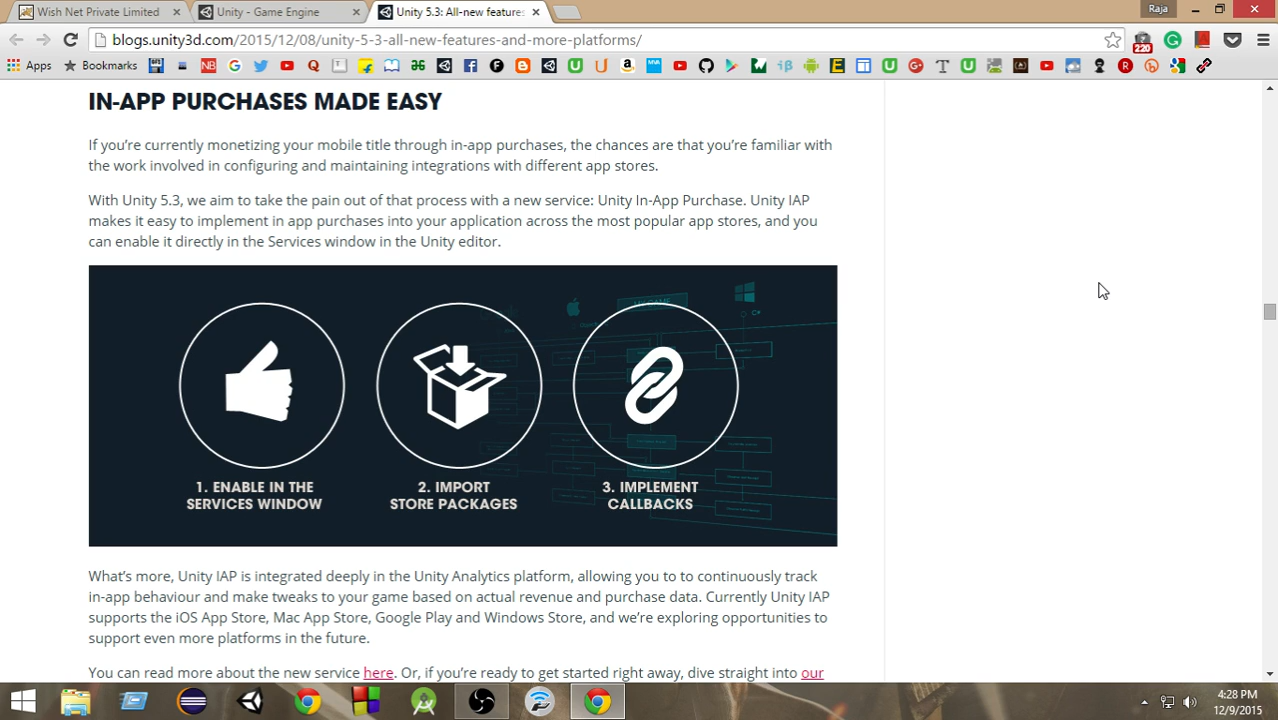 Wish Net Private Limited
Unity - Game Engine
Unity 5.3: All-new features
Raja
blogs.unity3d.com/2015/12/08/unity-5-3-all-new-features-and-more-platforms/
220
Apps
Bookmarks
IN-APP PURCHASES MADE EASY
If you're currently monetizing your mobile title through in-app purchases, the chances are that you're familiar with
the work involved in configuring and maintaining integrations with different app stores.
With Unity 5.3, we aim to take the pain out of that process with a new service: Unity In-App Purchase. Unity IAP
makes it easy to implement in app purchases into your application across the most popular app stores, and you
can enable it directly in the Services window in the Unity editor.
1. ENABLE IN THE
SERVICES WINDOW
2. IMPORT
STORE PACKAGES
3. IMPLEMENT
CALLBACKS
What's more, Unity IAP is integrated deeply in the Unity Analytics platform, allowing you to to continuously track
in-app behaviour and make tweaks to your game based on actual revenue and purchase data. Currently Unity IAP
supports the iOS App Store, Mac App Store, Google Play and Windows Store, and we're exploring opportunities to
support even more platforms in the future.
You can read more about the new service here. Or, if you're ready to get started right away, dive straight into our
4:28 PM
12/9/2015